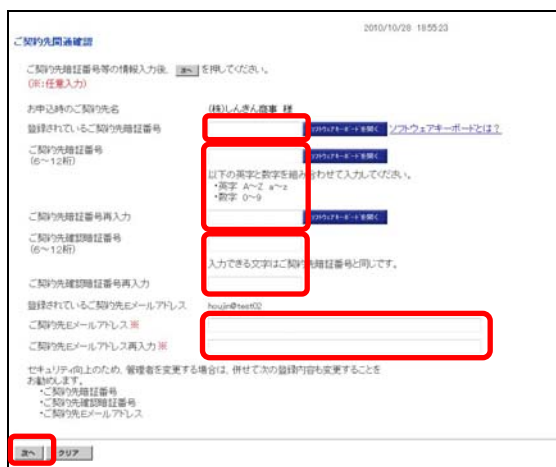 2010/10/28 18:55:23
ご契約先開通確認
ご契約先暗証番号等の情報入力後、 次へ を押してください。
(※:任意入力)
お申込時のご契約先名 (株)しんきん商事 様
登録されているご契約先暗証番号 ソフトウェアキーボードを開く ソフトウェアキーボードとは?
ご契約先暗証番号 ソフトウェアキーボードを開く
(6～12桁)
以下の英字と数字を組み合わせて入力してください。
・英字 A～Z a～z
・数字 0～9
ご契約先暗証番号再入力 ソフトウェアキーボードを開く
ご契約先確認暗証番号
(6～12桁)
入力できる文字はご契約先暗証番号と同じです。
ご契約先確認暗証番号再入力
登録されているご契約先Eメールアドレス houjin@test02
ご契約先Eメールアドレス※
ご契約先Eメールアドレス再入力※
セキュリティ向上のため、管理者を変更する場合は、併せて次の登録内容も変更することを
お勧めします。
・ご契約先暗証番号
・ご契約先確認暗証番号
・ご契約先Eメールアドレス
次へ クリア